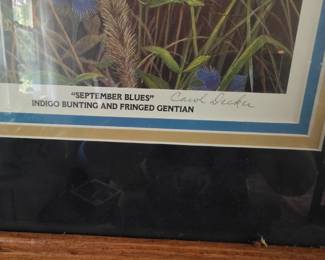 "SEPTEMBER BLUES" Carol Decker
INDIGO BUNTING AND FRINGED GENTIAN